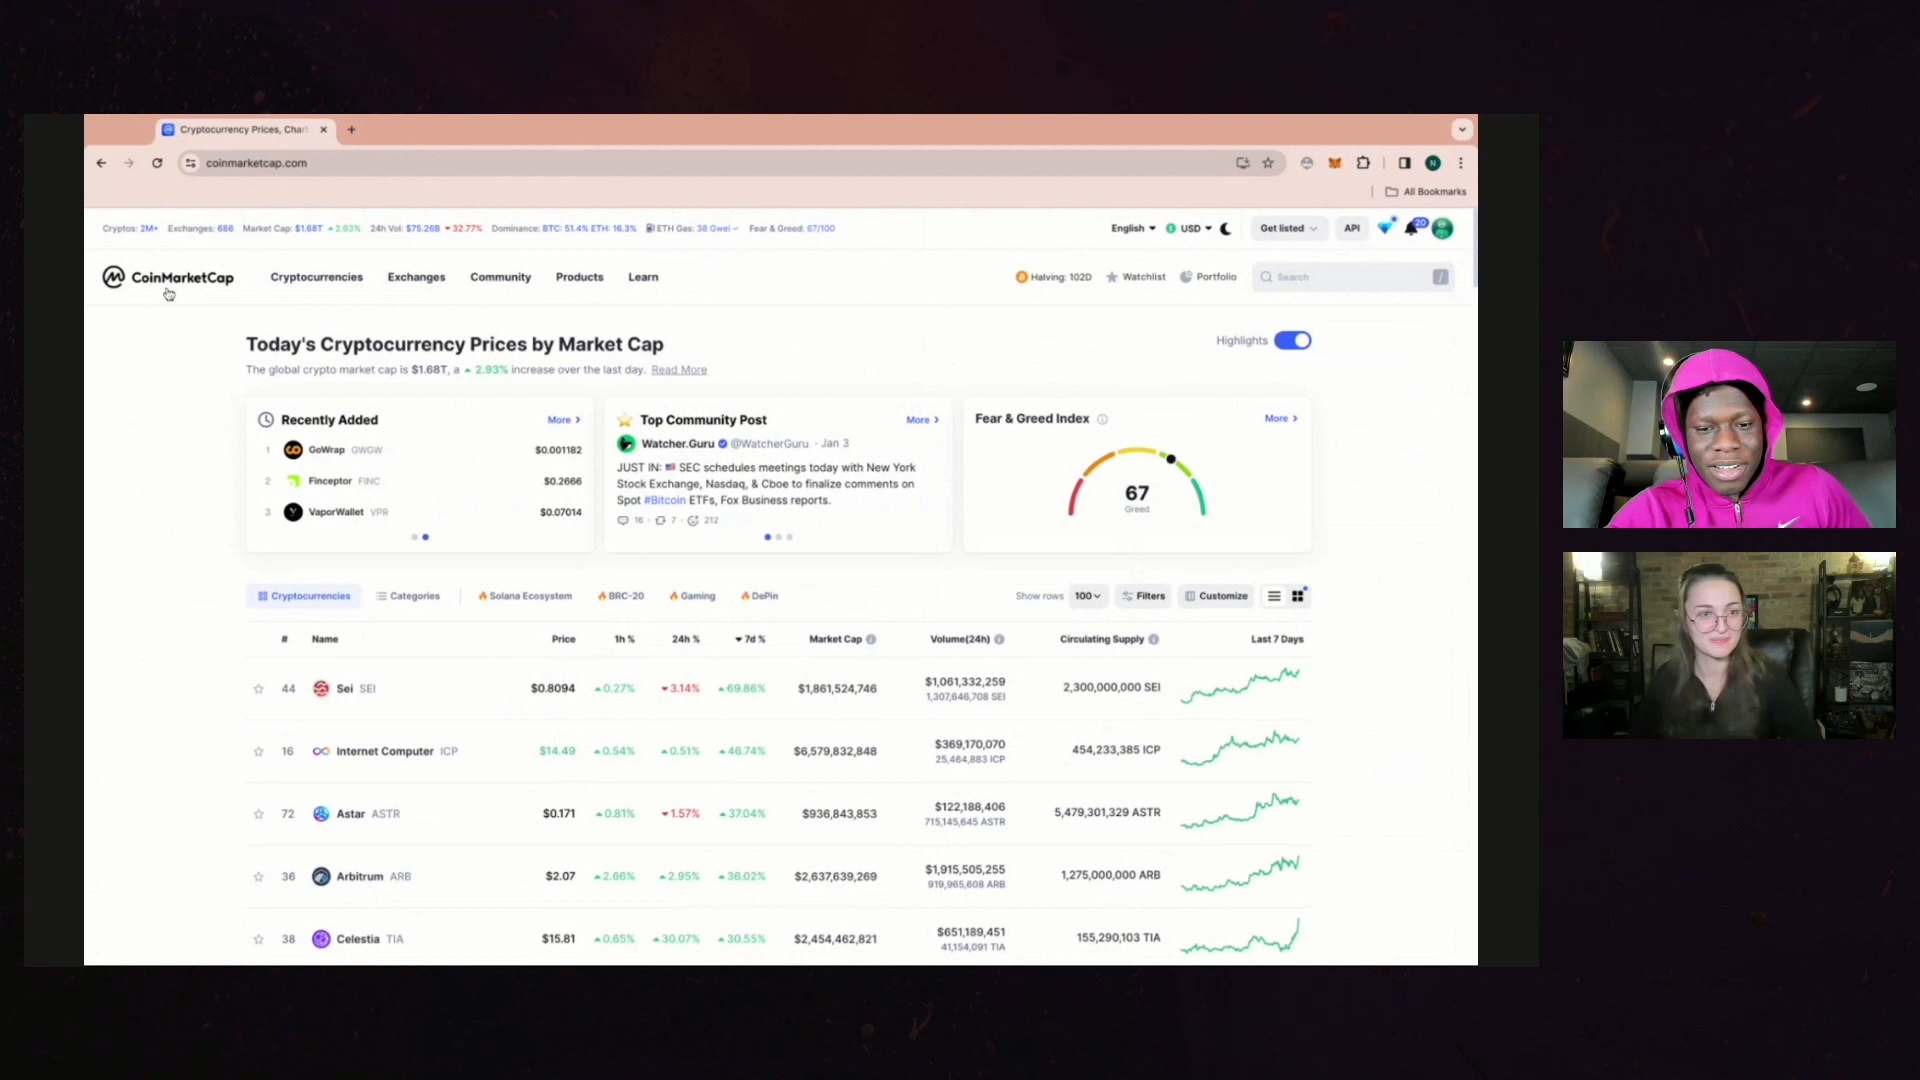 Cryptocurrency Prices, Char
coinmarketcap.com
N
All Bookmarks
Cryptos: 2M+ Exchanges: 686 Market Cap: $1.68T 2.93% 24h Vol: $75.26B 32.77% Dominance: BTC: 51.4% ETH: 16.3% ETH Gas: 38 Gwei Fear & Greed: 67/100
English USD Get listed API 20
CoinMarketCap Cryptocurrencies Exchanges Community Products Learn
Halving: 102D Watchlist Portfolio Search /
Today's Cryptocurrency Prices by Market Cap
Highlights
The global crypto market cap is $1.68T, a 2.93% increase over the last day. Read More
Recently Added More >
1 GoWrap GWGW $0.001182
2 Finceptor FINC $0.2666
3 VaporWallet VPR $0.07014
Top Community Post More >
Watcher.Guru @WatcherGuru · Jan 3
JUST IN: 🇺🇸 SEC schedules meetings today with New York
Stock Exchange, Nasdaq, & Cboe to finalize comments on
Spot #Bitcoin ETFs, Fox Business reports.
16 · 7 · 212
Fear & Greed Index More >
67
Greed
Cryptocurrencies Categories Solana Ecosystem BRC-20 Gaming DePin
Show rows 100 Filters Customize
# Name Price 1h % 24h % 7d % Market Cap Volume(24h) Circulating Supply Last 7 Days
44 Sei SEI $0.8094 0.27% 3.14% 69.86% $1,861,524,746 $1,061,332,259 2,300,000,000 SEI
1,307,646,708 SEI
16 Internet Computer ICP $14.49 0.54% 0.51% 46.74% $6,579,832,848 $369,170,070 454,233,385 ICP
25,464,883 ICP
72 Astar ASTR $0.171 0.81% 1.57% 37.04% $936,843,853 $122,188,406 5,479,301,329 ASTR
715,145,645 ASTR
36 Arbitrum ARB $2.07 2.66% 2.95% 36.02% $2,637,639,269 $1,915,505,255 1,275,000,000 ARB
919,965,608 ARB
38 Celestia TIA $15.81 0.65% 30.07% 30.55% $2,454,462,821 $651,189,451 155,290,103 TIA
41,154,091 TIA